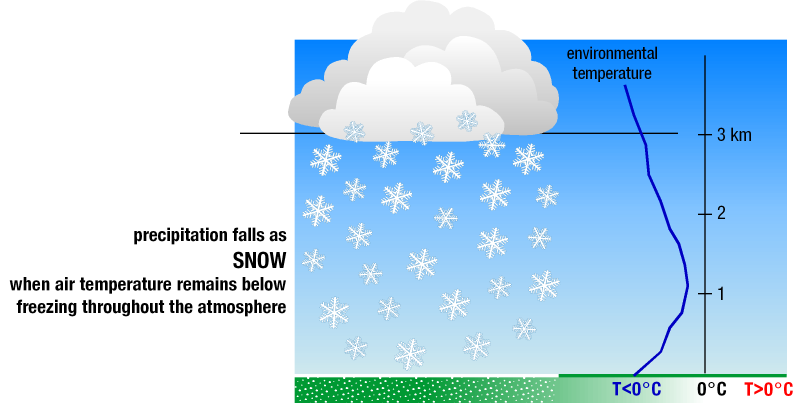 environmental
temperature
3 km
2
precipitation falls as
SNOW
when air temperature remains below
freezing throughout the atmosphere
1
T<0°C 0°C T>0°C